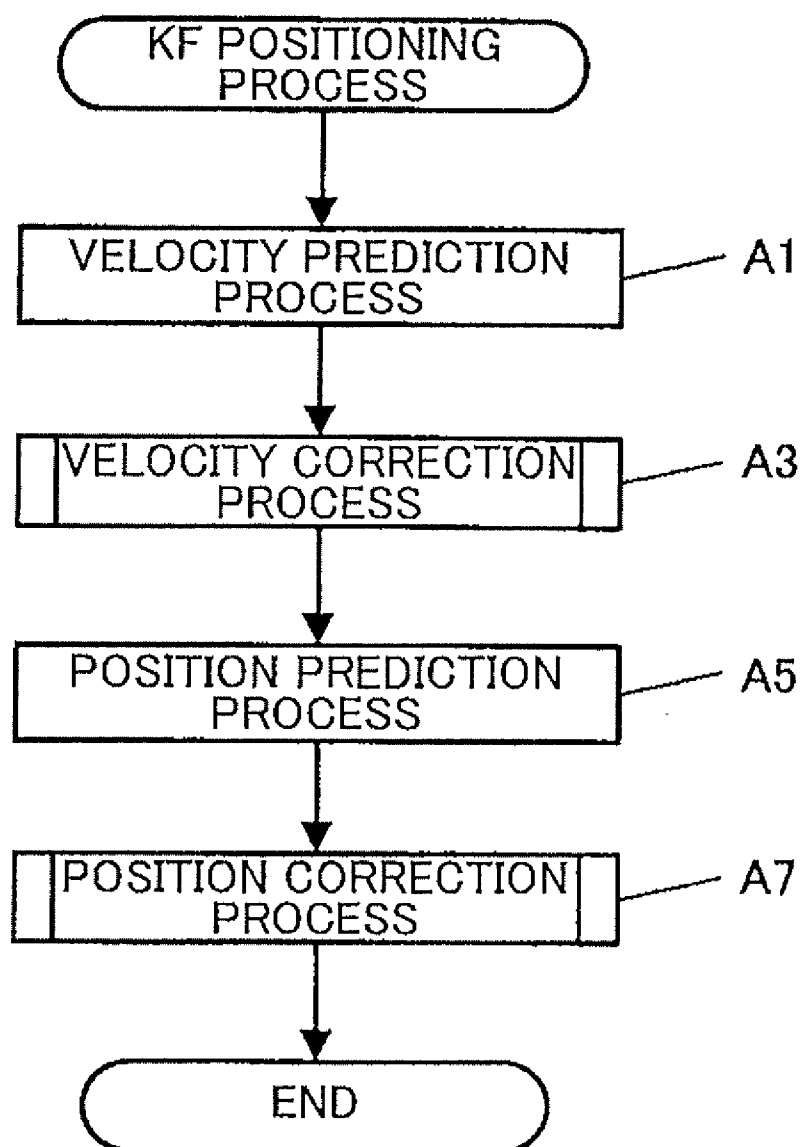 KF POSITIONING
PROCESS
VELOCITY PREDICTION
PROCESS
A1
VELOCITY CORRECTION
PROCESS
A3
POSITION PREDICTION
PROCESS
A5
POSITION CORRECTION
PROCESS
A7
END